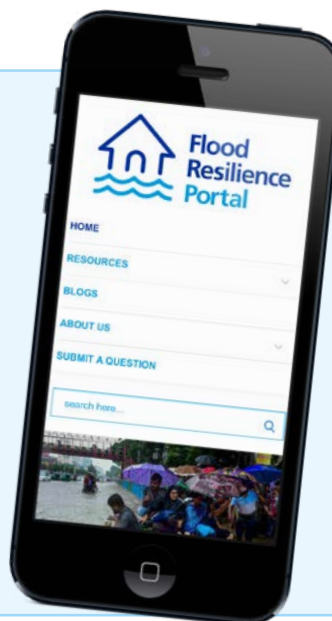 Flood
Resilience
Portal
HOME
RESOURCES
BLOGS
ABOUT US
SUBMIT A QUESTION
search here...